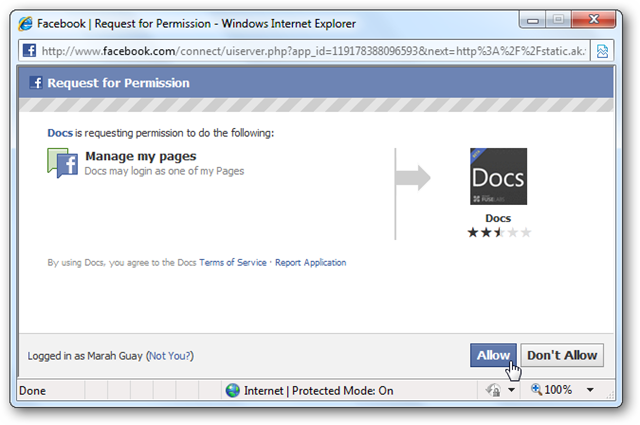 Facebook | Request for Permission - Windows Internet Explorer
http://www.facebook.com/connect/uiserver.php?app_id=119178388096593&next=http%3A%2F%2Fstatic.ak.
Request for Permission
Docs is requesting permission to do the following:
Manage my pages
Docs may login as one of my Pages
Docs
Docs
By using Docs, you agree to the Docs Terms of Service · Report Application
Logged in as Marah Guay (Not You?)
Allow
Don't Allow
Done
Internet | Protected Mode: On
100%